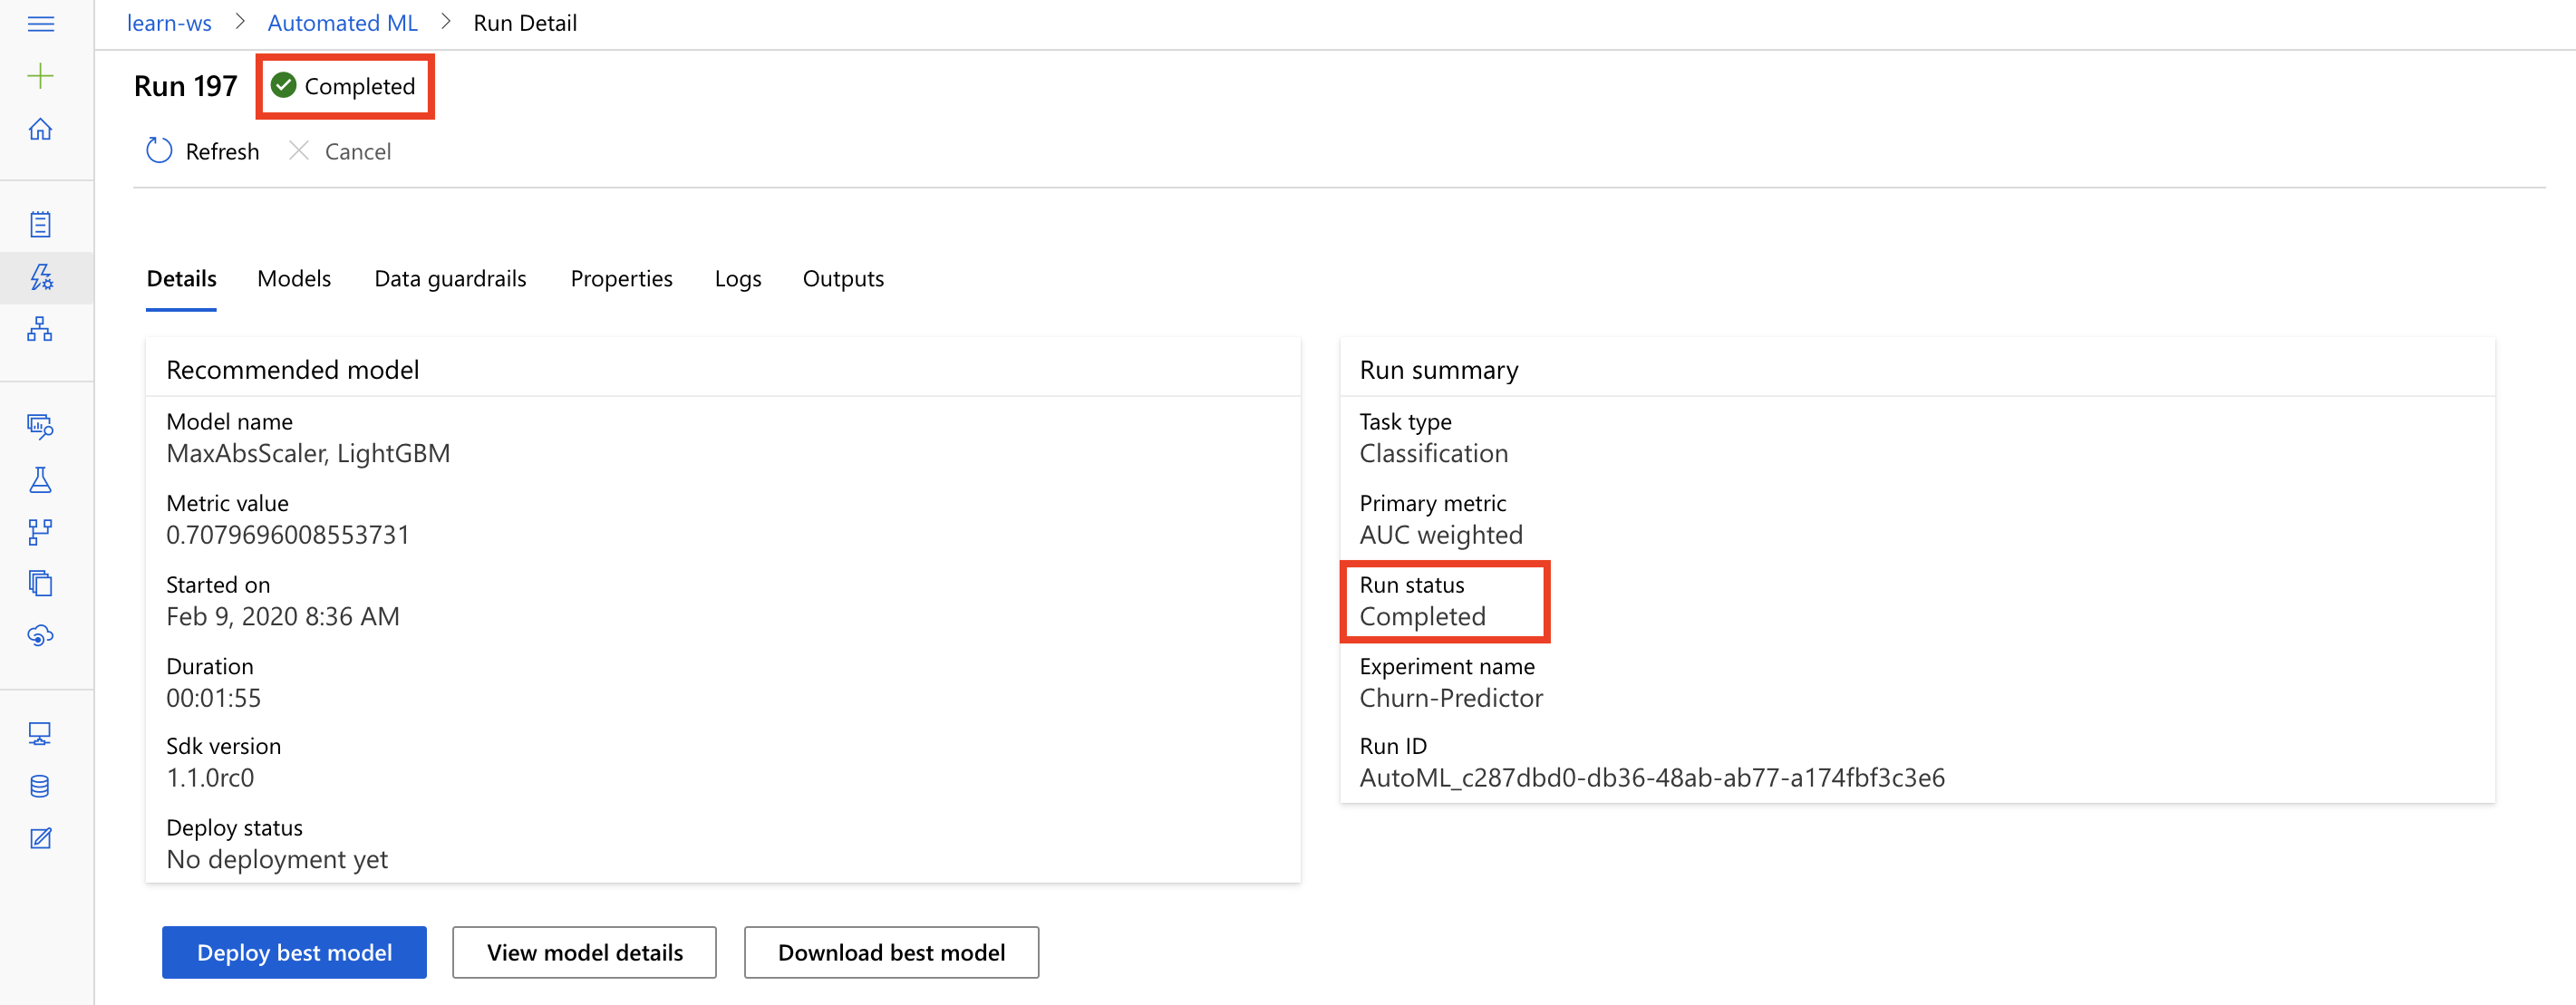 learn-ws > Automated ML > Run Detail
Run 197 Completed
Refresh Cancel
Details Models Data guardrails Properties Logs Outputs
Recommended model
Model name
MaxAbsScaler, LightGBM
Metric value
0.7079696008553731
Started on
Feb 9, 2020 8:36 AM
Duration
00:01:55
Sdk version
1.1.0rc0
Deploy status
No deployment yet
Run summary
Task type
Classification
Primary metric
AUC weighted
Run status
Completed
Experiment name
Churn-Predictor
Run ID
AutoML_c287dbd0-db36-48ab-ab77-a174fbf3c3e6
Deploy best model View model details Download best model